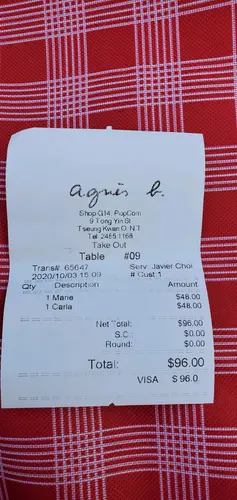 agnès b.
Shop G14, PopCorn
9 Tong Yin St
Tseung Kwan O, N.T
Tel: 2455 1168
Take Out
Table #09
Trans# 65647 Serv: Javier Choi
2020/10/03 15:09 # Cust:1
Qty Description Amount
1 Marie $48.00
1 Carla $48.00
Net Total: $96.00
S.C.: $0.00
Round: $0.00
Total: $96.00
VISA $ 96.0